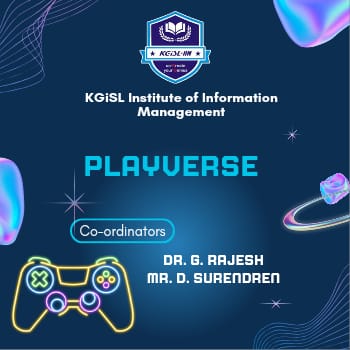 KGiSL-IIM
KGiSL Institute of Information
Management
PLAYVERSE
Co-ordinators
DR. G. RAJESH
MR. D. SURENDREN